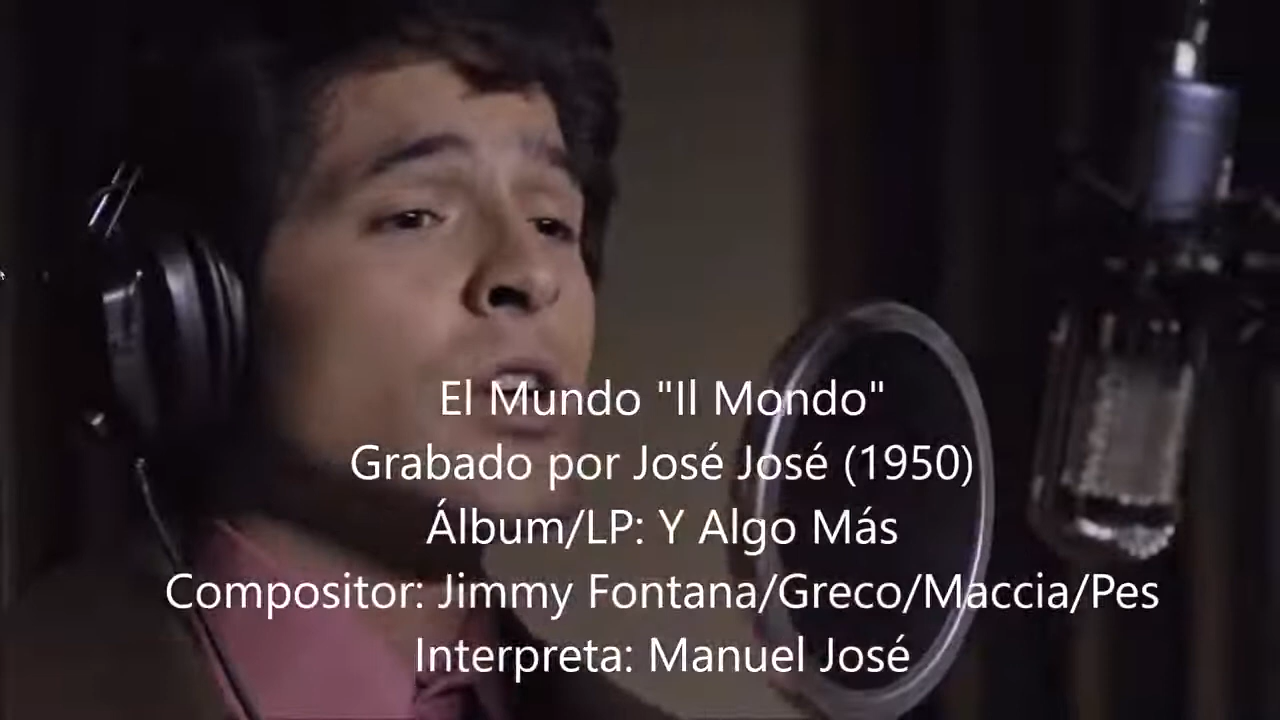 El Mundo "Il Mondo"
Grabado por José José (1950)
Álbum/LP: Y Algo Más
Compositor: Jimmy Fontana/Greco/Maccia/Pes
Interpreta: Manuel José